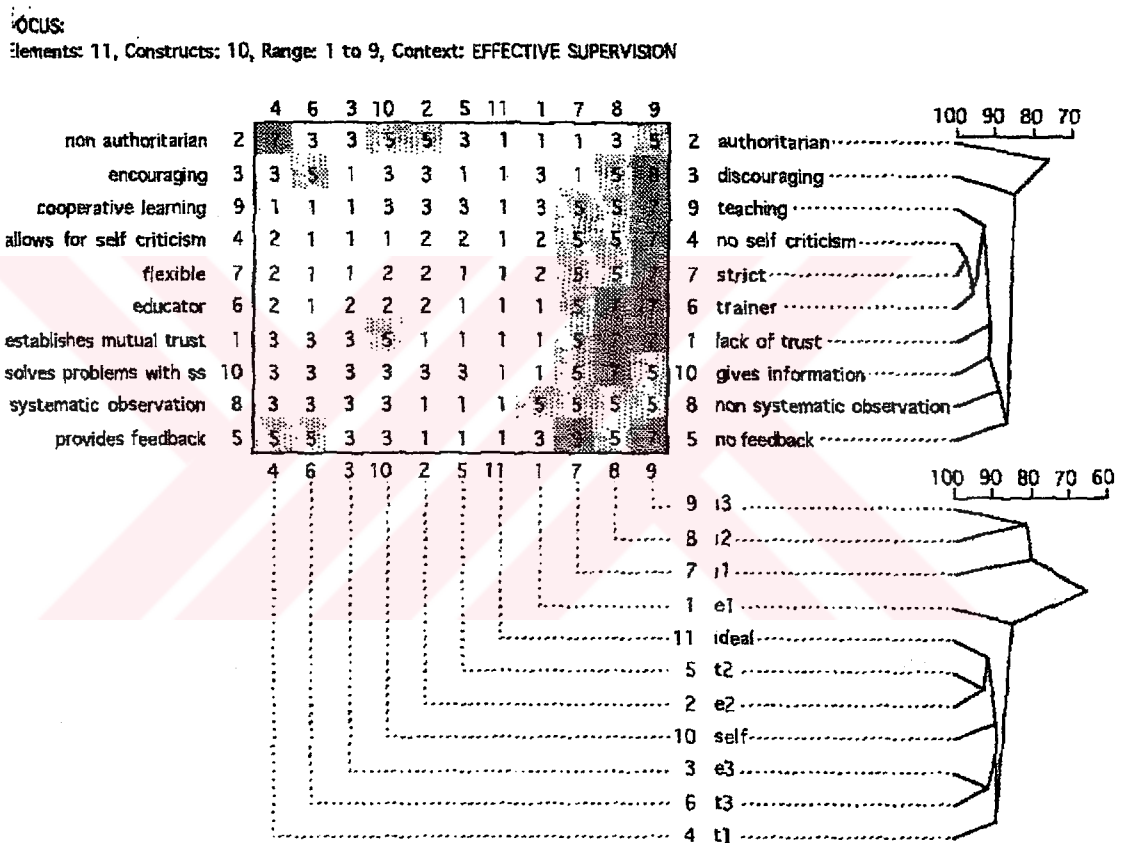 OCUS:
Elements: 11, Constructs: 10, Range: 1 to 9, Context: EFFECTIVE SUPERVISION
4 6 3 10 2 5 11 1 7 8 9
100 90 80 70
non authoritarian 2 7 3 3 5 5 3 1 1 1 3 5 2 authoritarian
encouraging 3 3 5 1 3 3 1 1 3 1 5 3 discouraging
cooperative learning 9 1 1 1 3 3 3 1 3 5 5 7 9 teaching
allows for self criticism 4 2 1 1 1 2 2 1 2 5 5 7 4 no self criticism
flexible 7 2 1 1 2 2 1 1 2 5 5 7 7 strict
educator 6 2 1 2 2 2 1 1 1 5 7 7 6 trainer
establishes mutual trust 1 3 3 3 5 1 1 1 1 5 1 lack of trust
solves problems with ss 10 3 3 3 3 3 3 1 1 5 7 5 10 gives information
systematic observation 8 3 3 3 3 1 1 1 5 5 5 5 8 non systematic observation
provides feedback 5 5 5 3 3 1 1 1 3 5 7 5 no feedback
4 6 3 10 2 5 11 1 7 8 9
100 90 80 70 60
9 i3
8 i2
7 i1
1 e1
11 ideal
5 t2
2 e2
10 self
3 e3
6 t3
4 t1